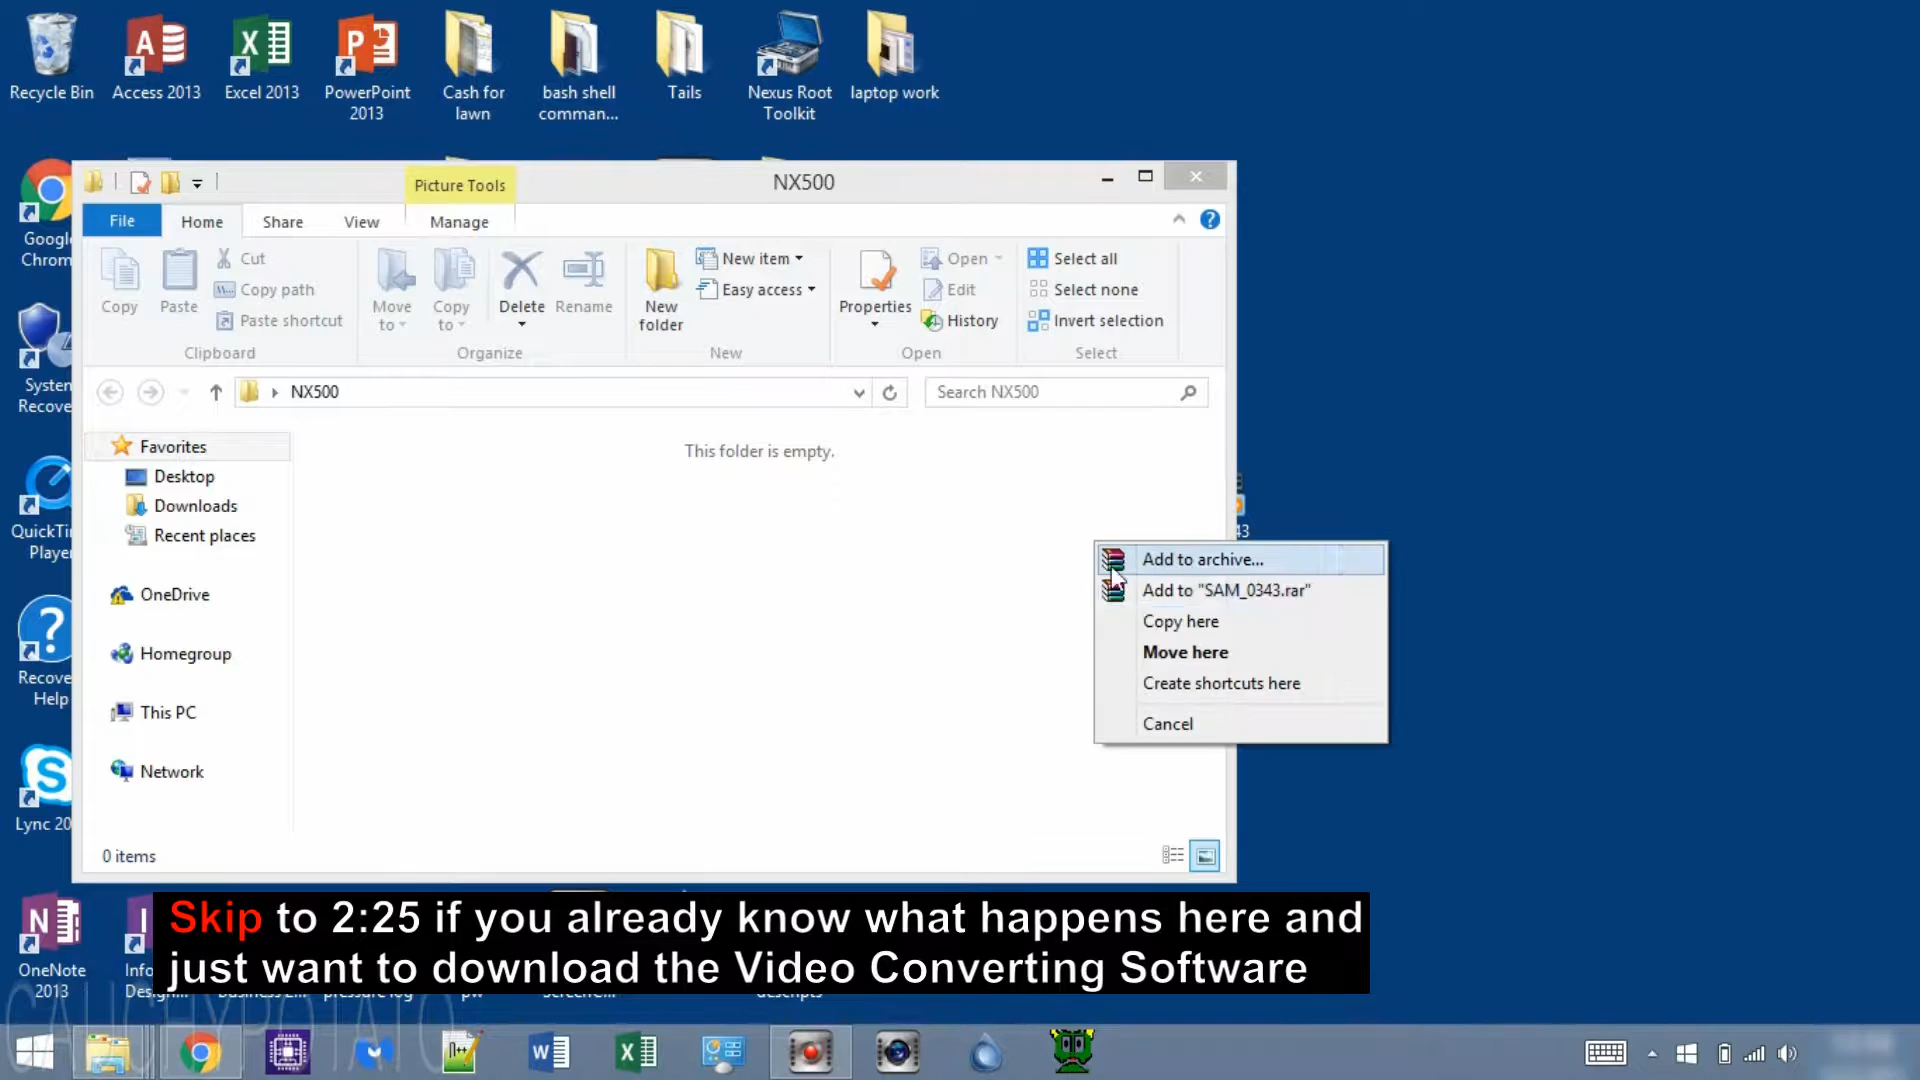 Recycle Bin
Access 2013
Excel 2013
PowerPoint
2013
Cash for
lawn
bash shell
comman...
Tails
Nexus Root
Toolkit
laptop work
Picture Tools
NX500
File
Home
Share
View
Manage
Copy
Paste
Cut
Copy path
Paste shortcut
Clipboard
Move
to
Copy
to
Delete
Rename
Organize
New
folder
New item
Easy access
New
Properties
Open
Edit
History
Open
Select all
Select none
Invert selection
Select
NX500
Search NX500
Favorites
Desktop
Downloads
Recent places
OneDrive
Homegroup
This PC
Network
This folder is empty.
0 items
Google
Chrom
System
Recove
QuickTi
Player
Recove
Help
Lync 20
43
Add to archive...
Add to "SAM_0343.rar"
Copy here
Move here
Create shortcuts here
Cancel
Skip to 2:25 if you already know what happens here and
just want to download the Video Converting Software
OneNote
2013
Info
Design...
CAUCHYPOTATO